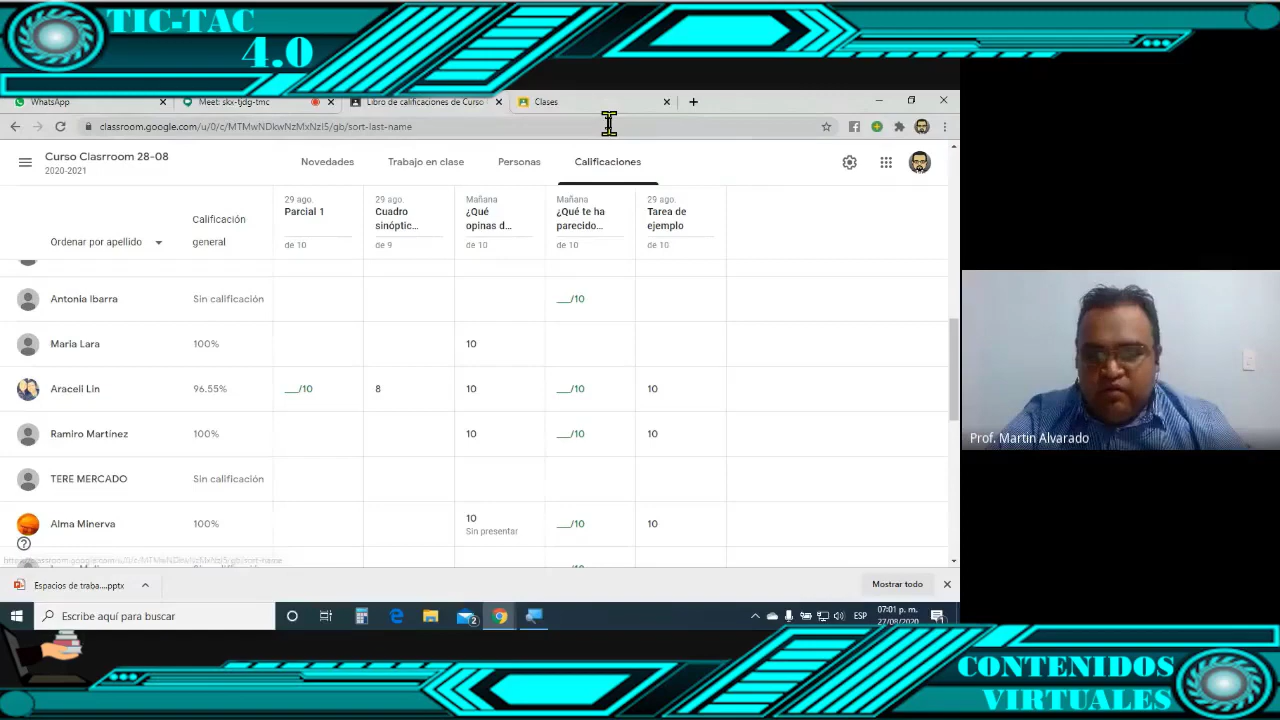 TIC-TAC
4.0
WhatsApp
Meet: skx-tjdg-tmc
Libro de calificaciones de Curso
Clases
classroom.google.com/u/0/c/MTMwNDkwNzMxNzI5/gb/sort-last-name
Curso Clasrroom 28-08
2020-2021
Novedades
Trabajo en clase
Personas
Calificaciones
Ordenar por apellido
Calificación
general
29 ago.
Parcial 1
de 10
29 ago.
Cuadro
sinóptic...
de 9
Mañana
¿Qué
opinas d...
de 10
Mañana
¿Qué te ha
parecido...
de 10
29 ago.
Tarea de
ejemplo
de 10
Antonia Ibarra Sin calificación __/10
Maria Lara 100% 10
Araceli Lin 96.55% __/10 8 10 __/10 10
Ramiro Martínez 100% 10 __/10 10
TERE MERCADO Sin calificación
Alma Minerva 100% 10 __/10 10
Sin presentar
Espacios de traba....pptx
Mostrar todo
Escribe aquí para buscar
2
ESP
07:01 p. m.
27/08/2020
1
Prof. Martin Alvarado
CONTENIDOS
VIRTUALES